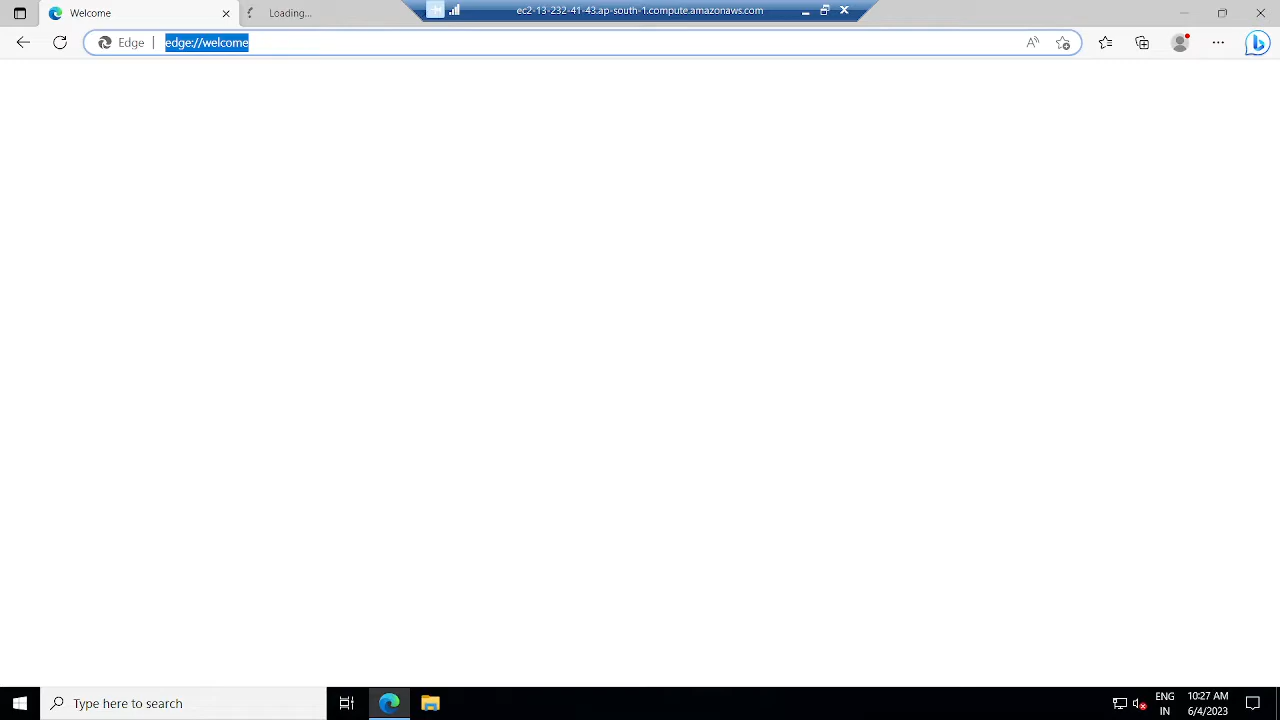 Welcome
Loading...
ec2-13-232-41-43.ap-south-1.compute.amazonaws.com
Edge
edge://welcome
Type here to search
ENG
IN
10:27 AM
6/4/2023